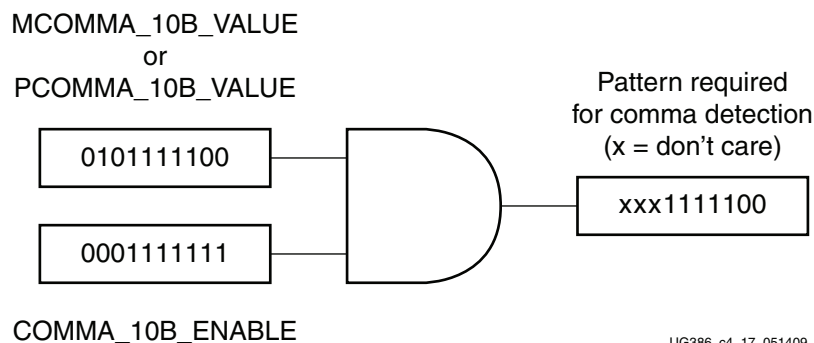 MCOMMA_10B_VALUE
or
PCOMMA_10B_VALUE
Pattern required
for comma detection
(x = don't care)
0101111100
xxx1111100
0001111111
COMMA_10B_ENABLE
UG386_c4_17_051409